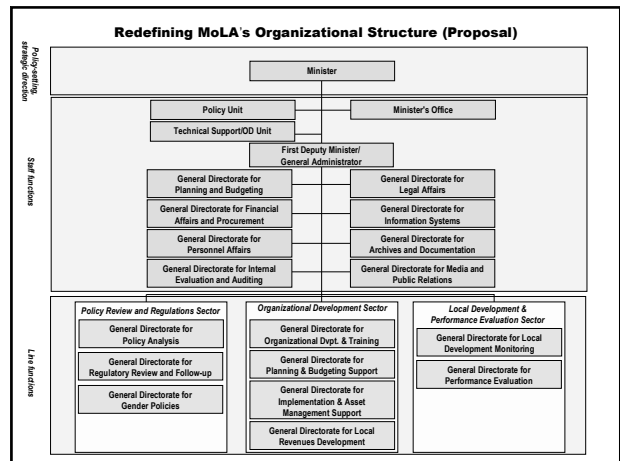 Redefining MoLA's Organizational Structure (Proposal)
Policy-setting,
strategic direction
Minister
Staff functions
Policy Unit
Minister's Office
Technical Support/OD Unit
First Deputy Minister/
General Administrator
General Directorate for
Planning and Budgeting
General Directorate for
Legal Affairs
General Directorate for Financial
Affairs and Procurement
General Directorate for
Information Systems
General Directorate for
Personnel Affairs
General Directorate for
Archives and Documentation
General Directorate for Internal
Evaluation and Auditing
General Directorate for Media and
Public Relations
Line functions
Policy Review and Regulations Sector
General Directorate for
Policy Analysis
General Directorate for
Regulatory Review and Follow-up
General Directorate for
Gender Policies
Organizational Development Sector
General Directorate for
Organizational Dvpt. & Training
General Directorate for
Planning & Budgeting Support
General Directorate for
Implementation & Asset
Management Support
General Directorate for Local
Revenues Development
Local Development &
Performance Evaluation Sector
General Directorate for Local
Development Monitoring
General Directorate for
Performance Evaluation